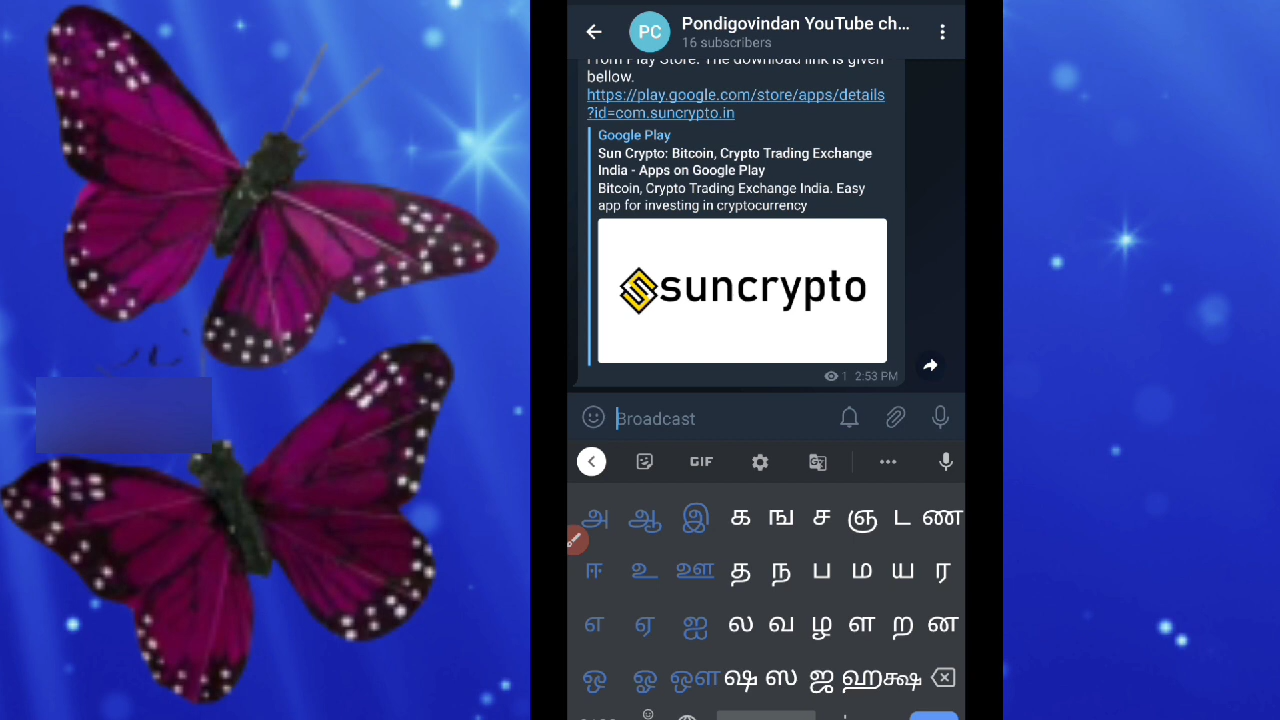 PC
Pondigovindan YouTube ch...
16 subscribers
From Play Store. The download link is given
bellow.
https://play.google.com/store/apps/details
?id=com.suncrypto.in
Google Play
Sun Crypto: Bitcoin, Crypto Trading Exchange
India - Apps on Google Play
Bitcoin, Crypto Trading Exchange India. Easy
app for investing in cryptocurrency
suncrypto
1 2:53 PM
Broadcast
GIF
அ ஆ இ க ங ச ஞ ட ண
ஈ உ ஊ த ந ப ம ய ர
எ ஏ ஐ ல வ ழ ள ற ன
ஒ ஓ ஔ ஷ ஸ ஜ ஹ க்ஷ